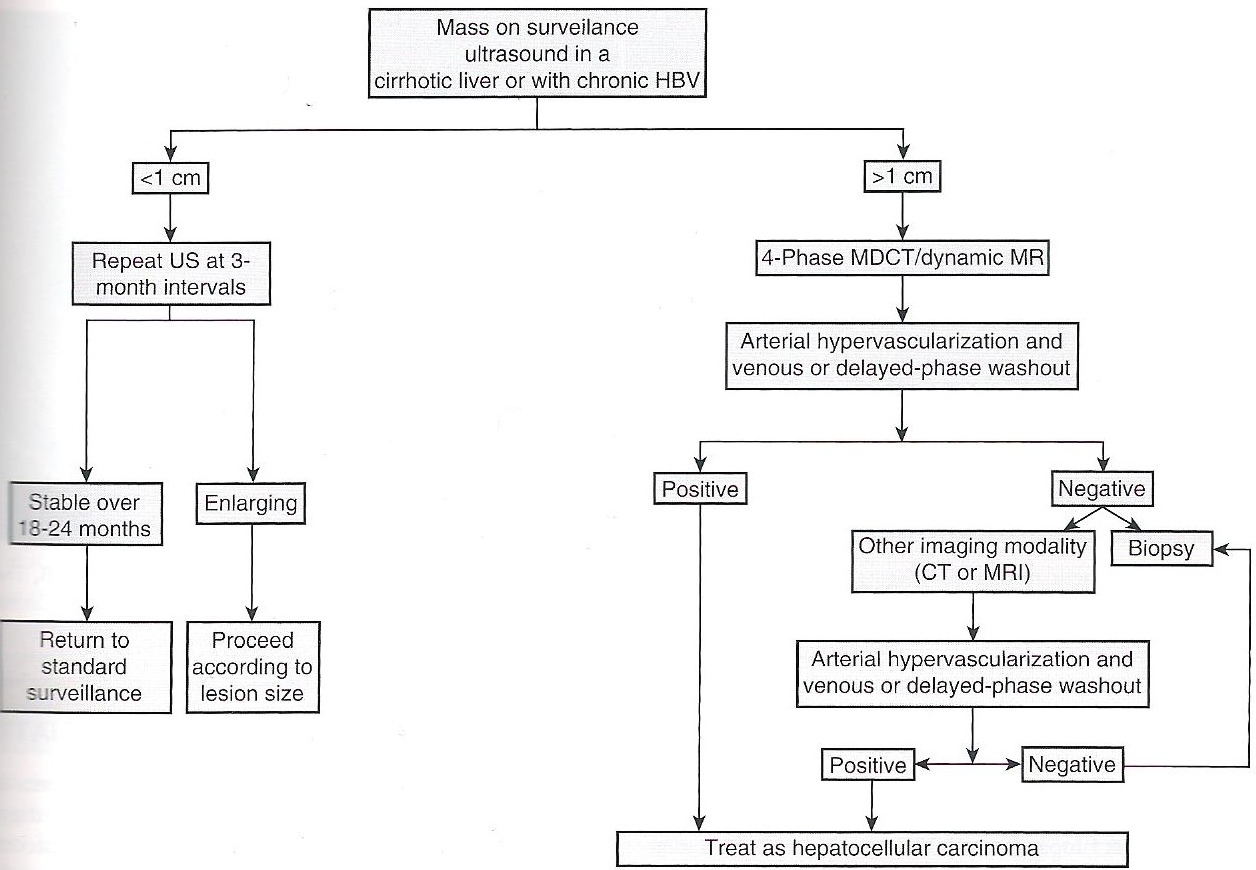 Mass on surveilance
ultrasound in a
cirrhotic liver or with chronic HBV
<1 cm
>1 cm
Repeat US at 3-
month intervals
4-Phase MDCT/dynamic MR
Arterial hypervascularization and
venous or delayed-phase washout
Stable over
18-24 months
Enlarging
Positive
Negative
Other imaging modality
(CT or MRI)
Biopsy
Return to
standard
surveillance
Proceed
according to
lesion size
Arterial hypervascularization and
venous or delayed-phase washout
Positive
Negative
Treat as hepatocellular carcinoma